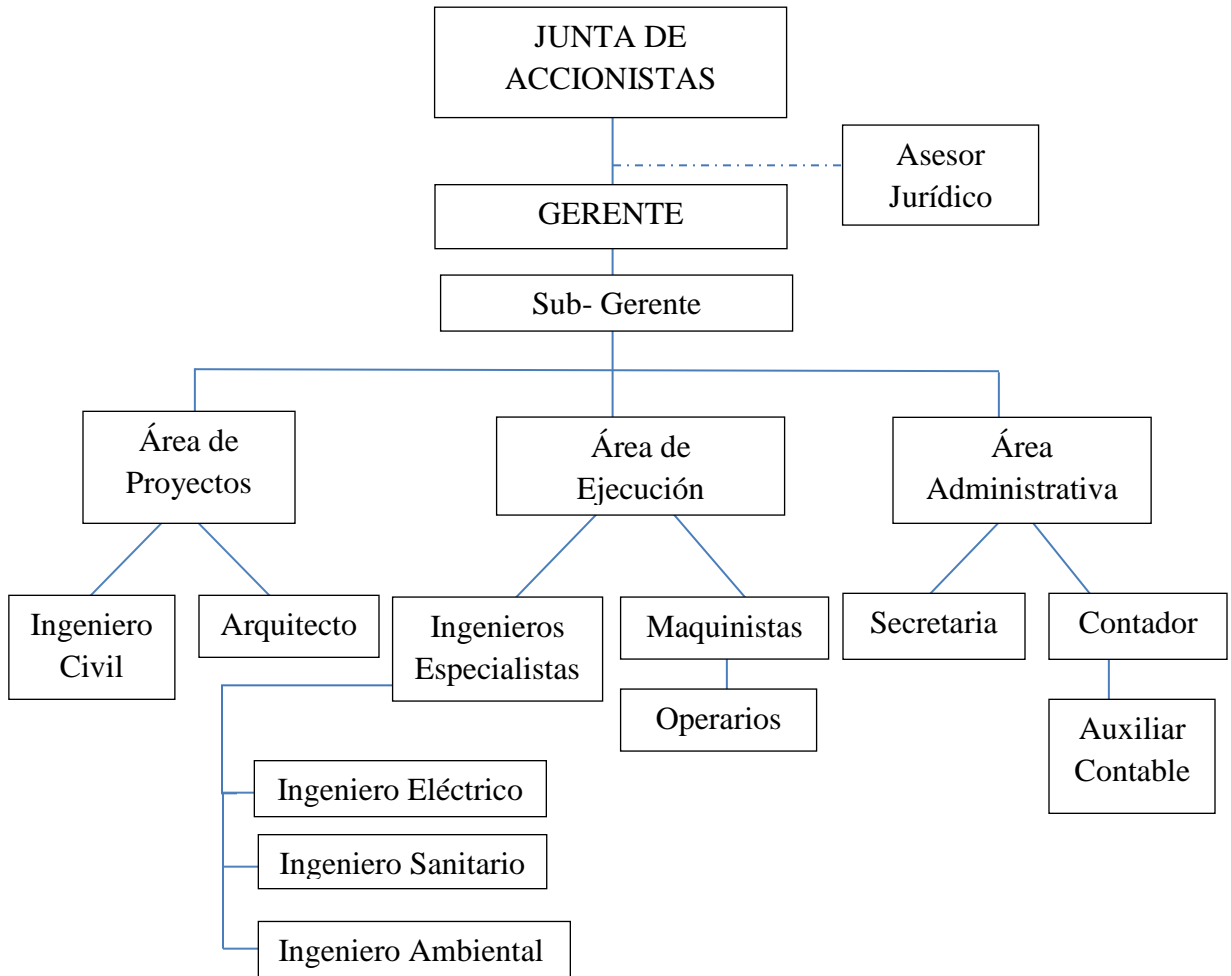 JUNTA DE
ACCIONISTAS
Asesor
Jurídico
GERENTE
Sub- Gerente
Área de
Proyectos
Área de
Ejecución
Área
Administrativa
Ingeniero
Civil
Arquitecto
Ingenieros
Especialistas
Maquinistas
Secretaria
Contador
Operarios
Auxiliar
Contable
Ingeniero Eléctrico
Ingeniero Sanitario
Ingeniero Ambiental